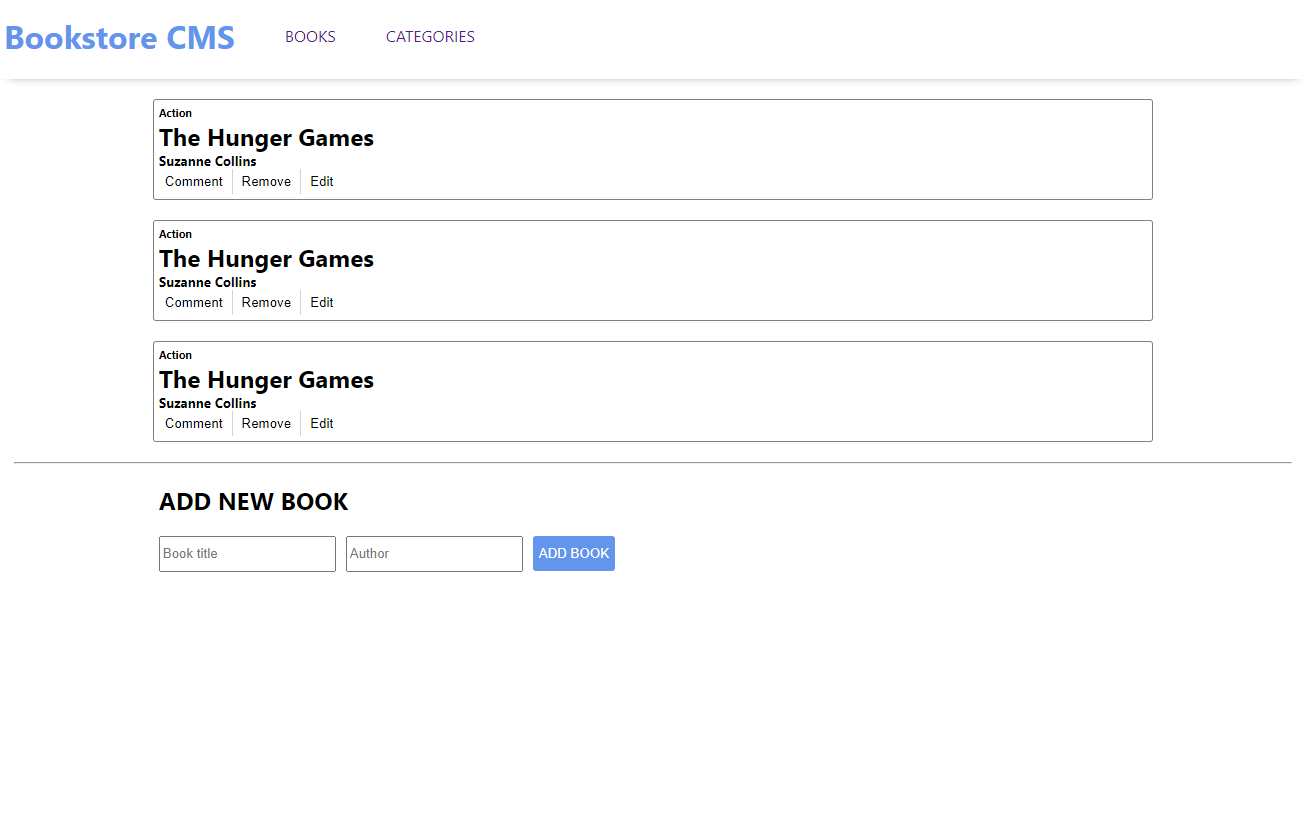 Bookstore CMS BOOKS CATEGORIES
Action
The Hunger Games
Suzanne Collins
Comment Remove Edit
Action
The Hunger Games
Suzanne Collins
Comment Remove Edit
Action
The Hunger Games
Suzanne Collins
Comment Remove Edit
ADD NEW BOOK
Book title Author ADD BOOK